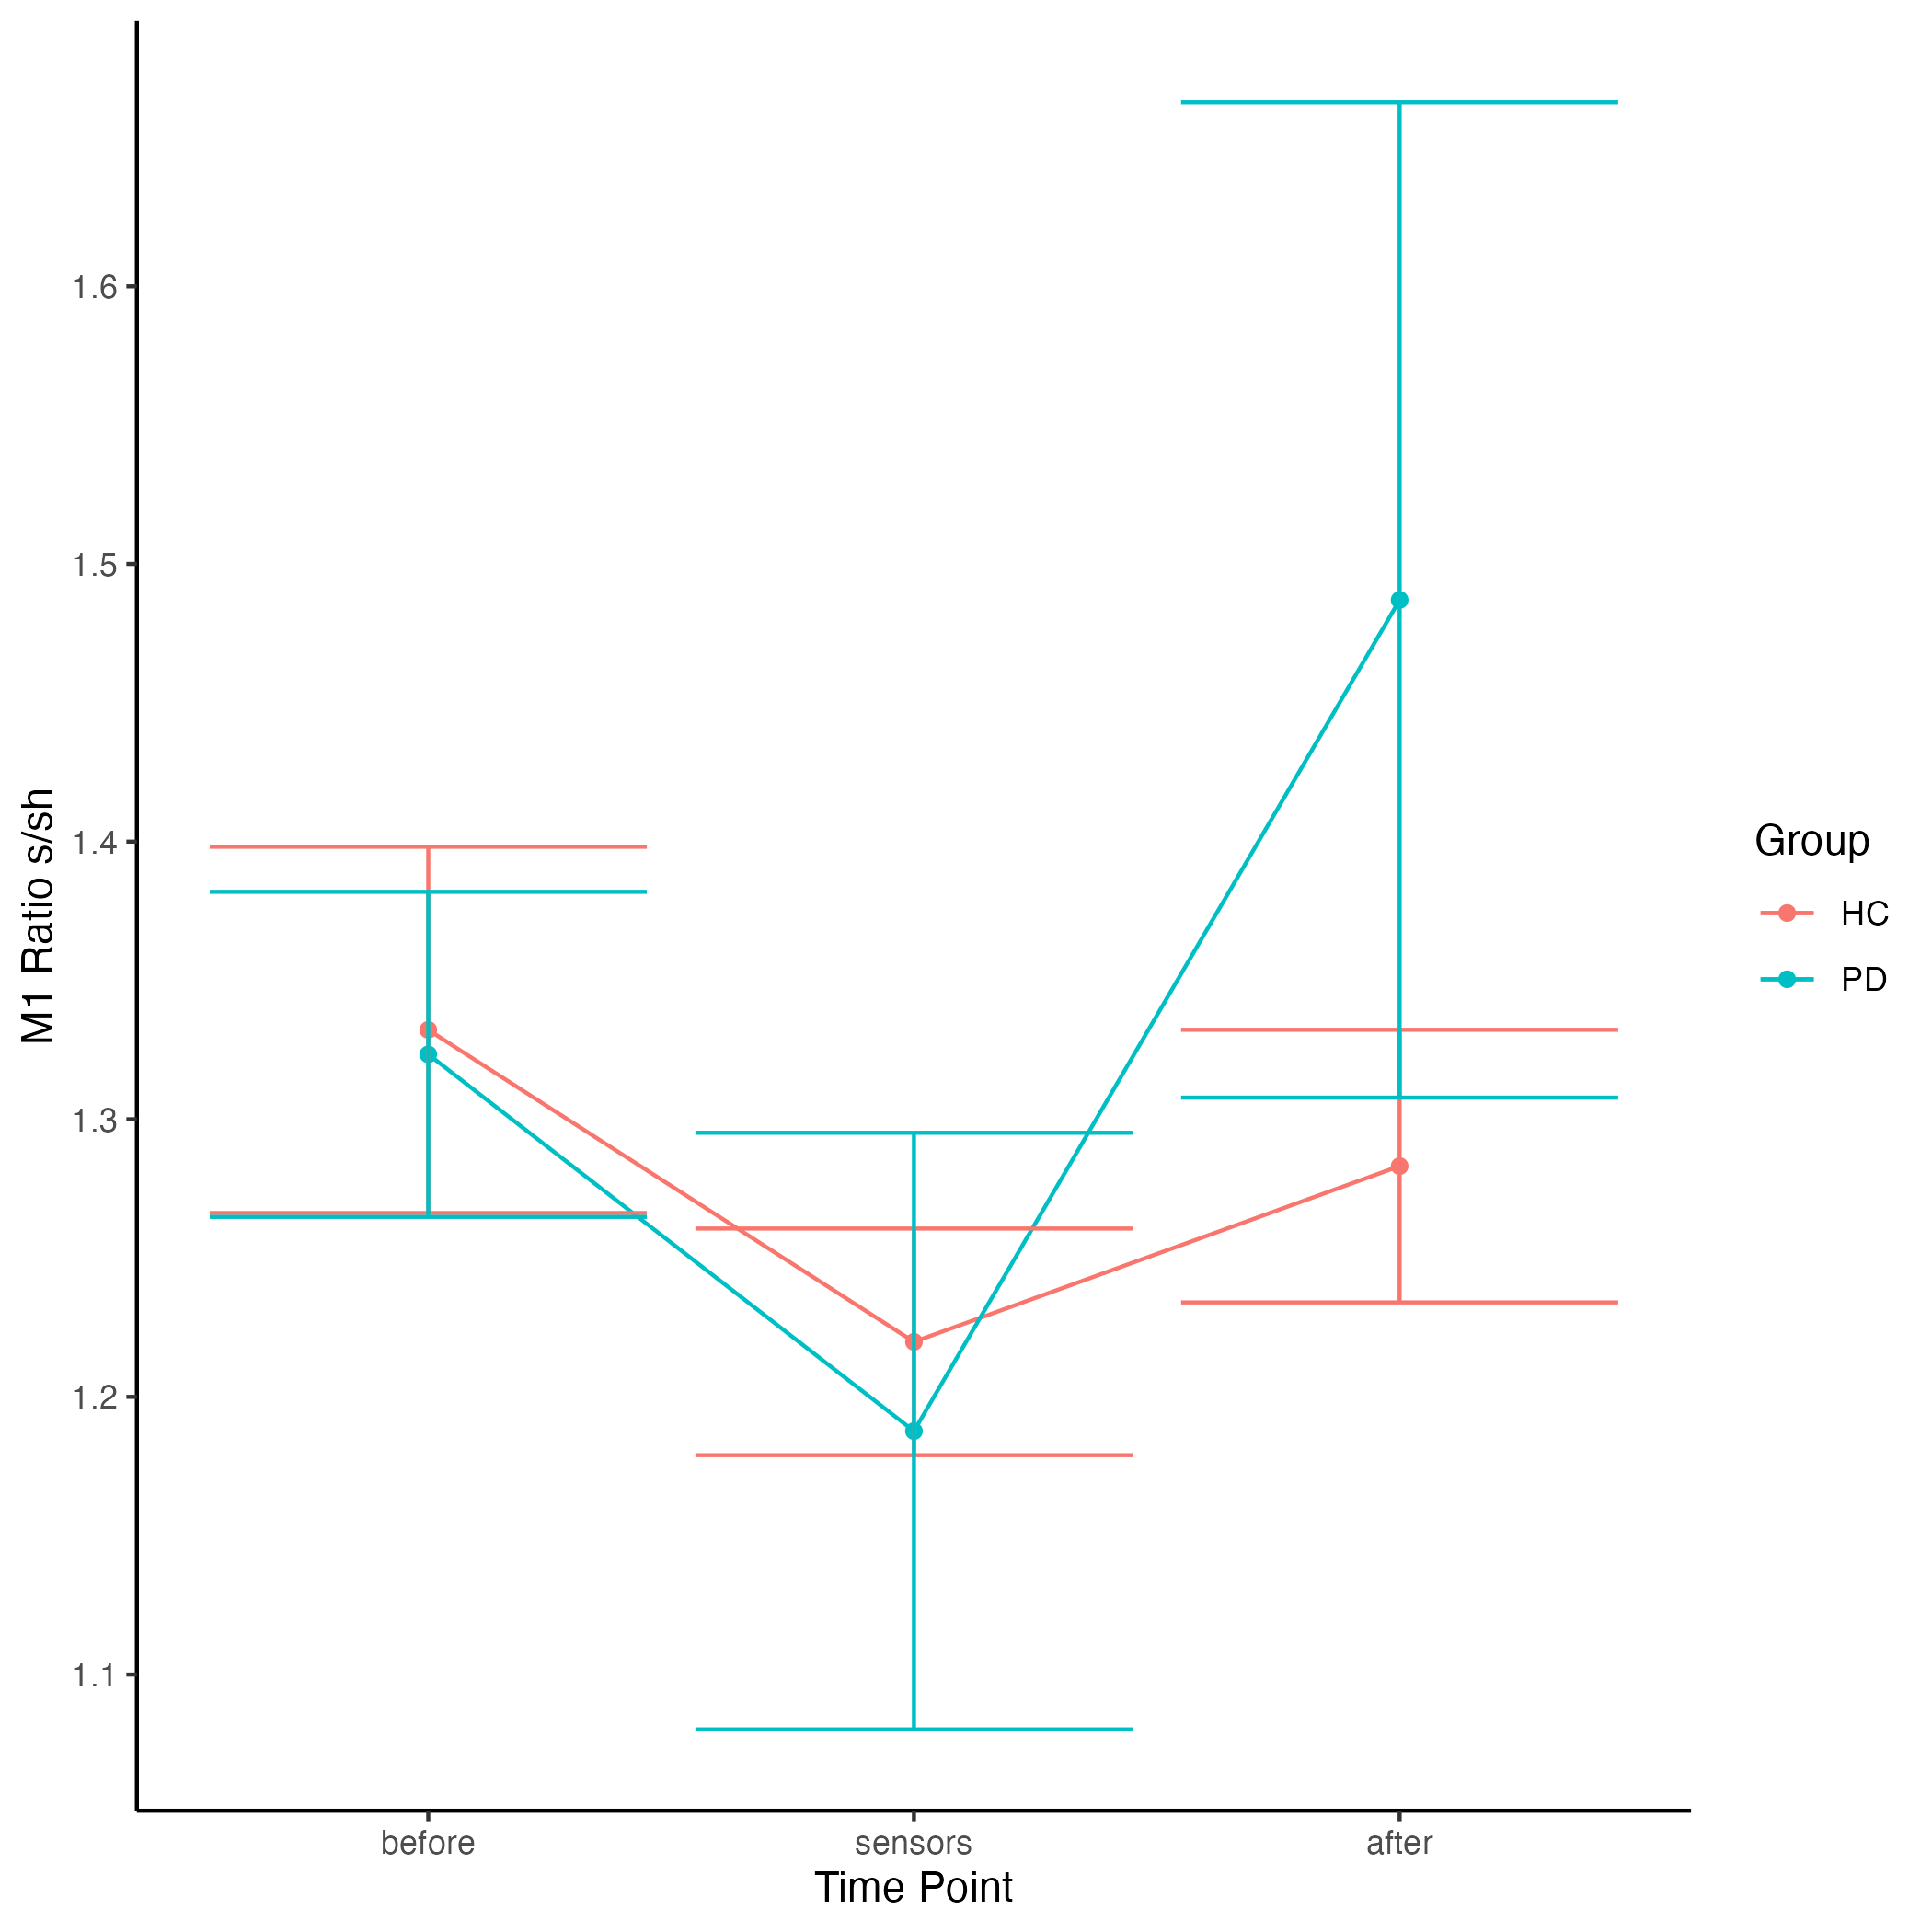 M1 Ratio s/sh
1.6
1.5
1.4
1.3
1.2
1.1
before
sensors
after
Time Point
Group
HC
PD